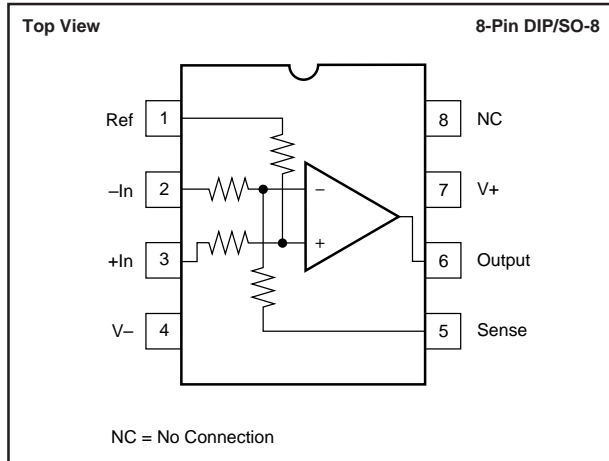 Top View 8-Pin DIP/SO-8
Ref 1 8 NC
–In 2 – 7 V+
+In 3 + 6 Output
V– 4 5 Sense
NC = No Connection